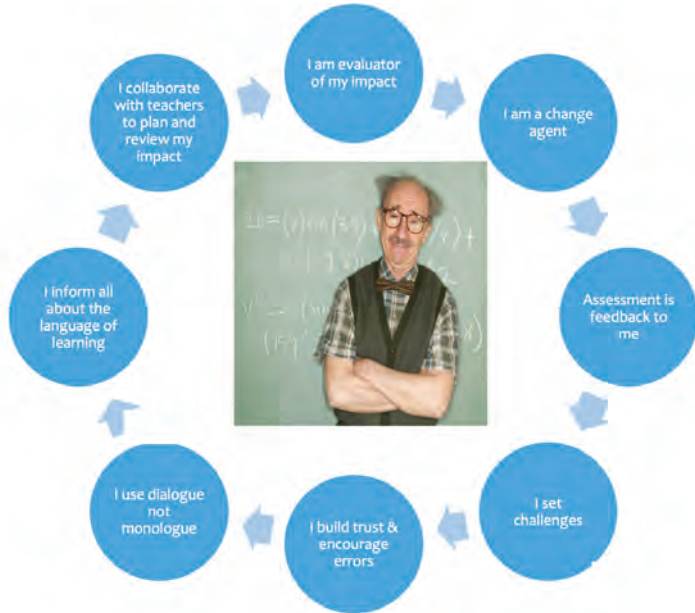 I am evaluator
of my impact
I am a change
agent
Assessment is
feedback to
me
I set
challenges
I build trust &
encourage
errors
I use dialogue
not
monologue
I inform all
about the
language of
learning
I collaborate
with teachers
to plan and
review my
impact